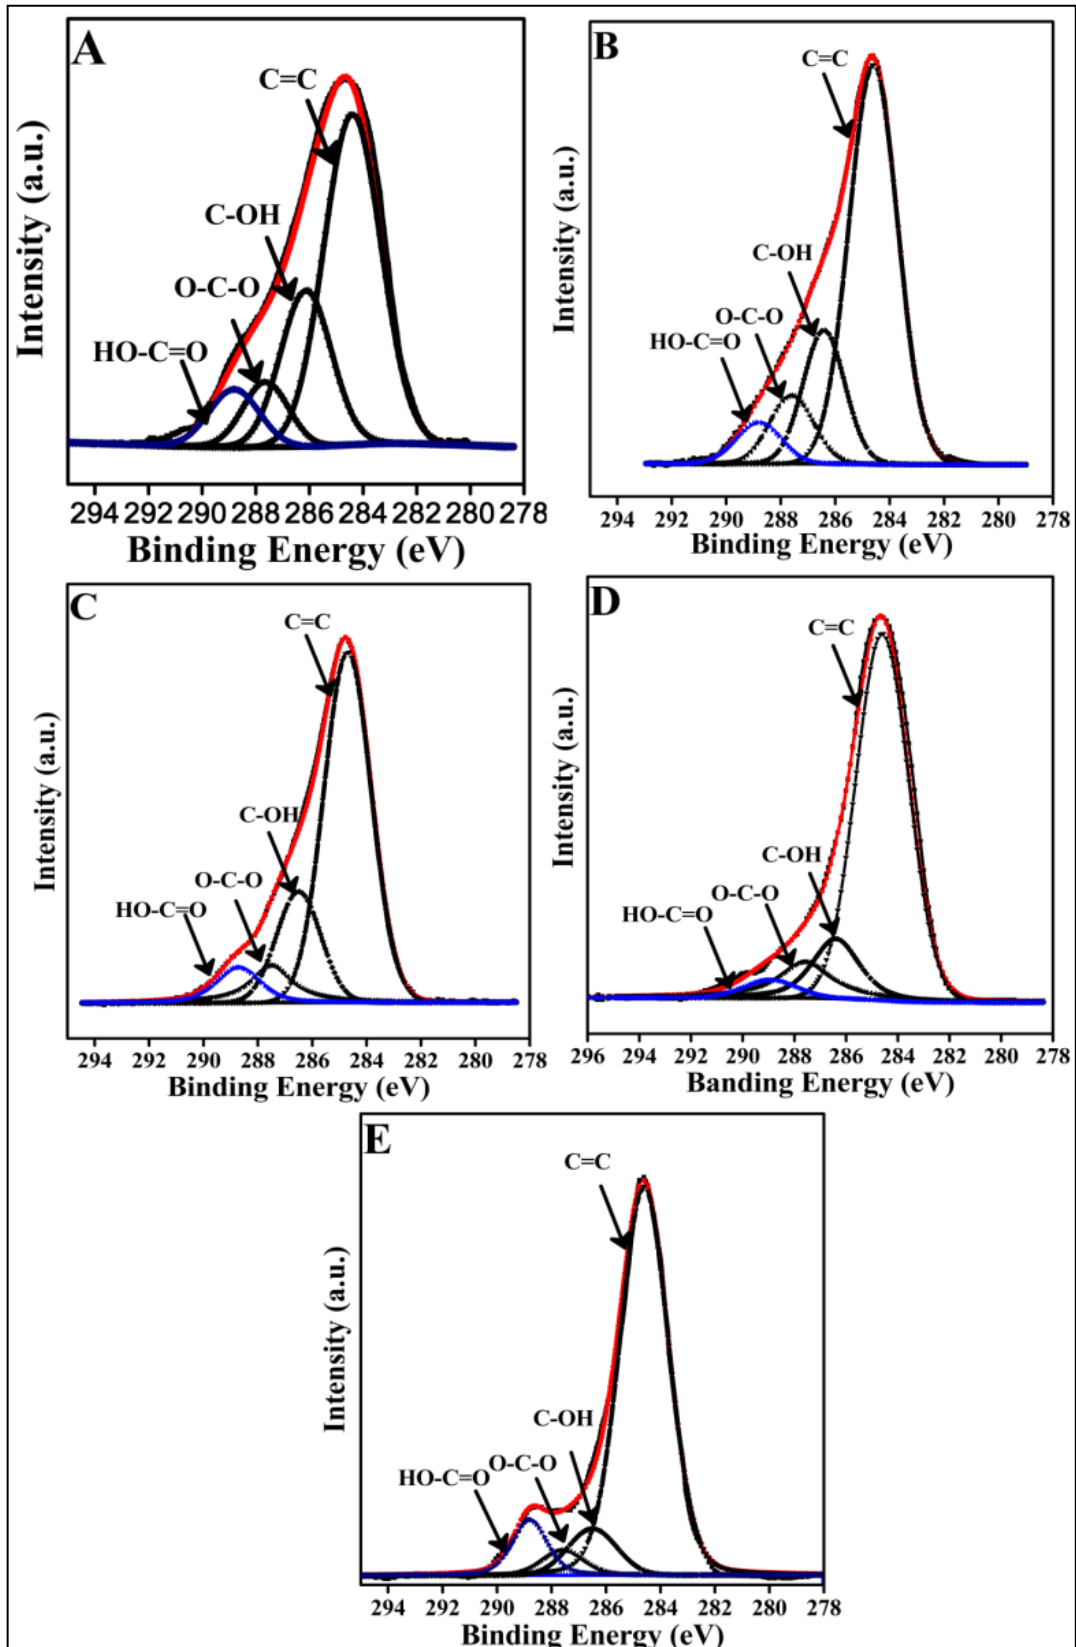 A
C=C
C-OH
O-C-O
HO-C=O
Intensity (a.u.)
294 292 290 288 286 284 282 280 278
Binding Energy (eV)
B
C=C
C-OH
O-C-O
HO-C=O
Intensity (a.u.)
294 292 290 288 286 284 282 280 278
Binding Energy (eV)
C
C=C
C-OH
O-C-O
HO-C=O
Intensity (a.u.)
294 292 290 288 286 284 282 280 278
Binding Energy (eV)
D
C=C
C-OH
O-C-O
HO-C=O
Intensity (a.u.)
296 294 292 290 288 286 284 282 280 278
Banding Energy (eV)
E
C=C
C-OH
O-C-O
HO-C=O
Intensity (a.u.)
294 292 290 288 286 284 282 280 278
Binding Energy (eV)